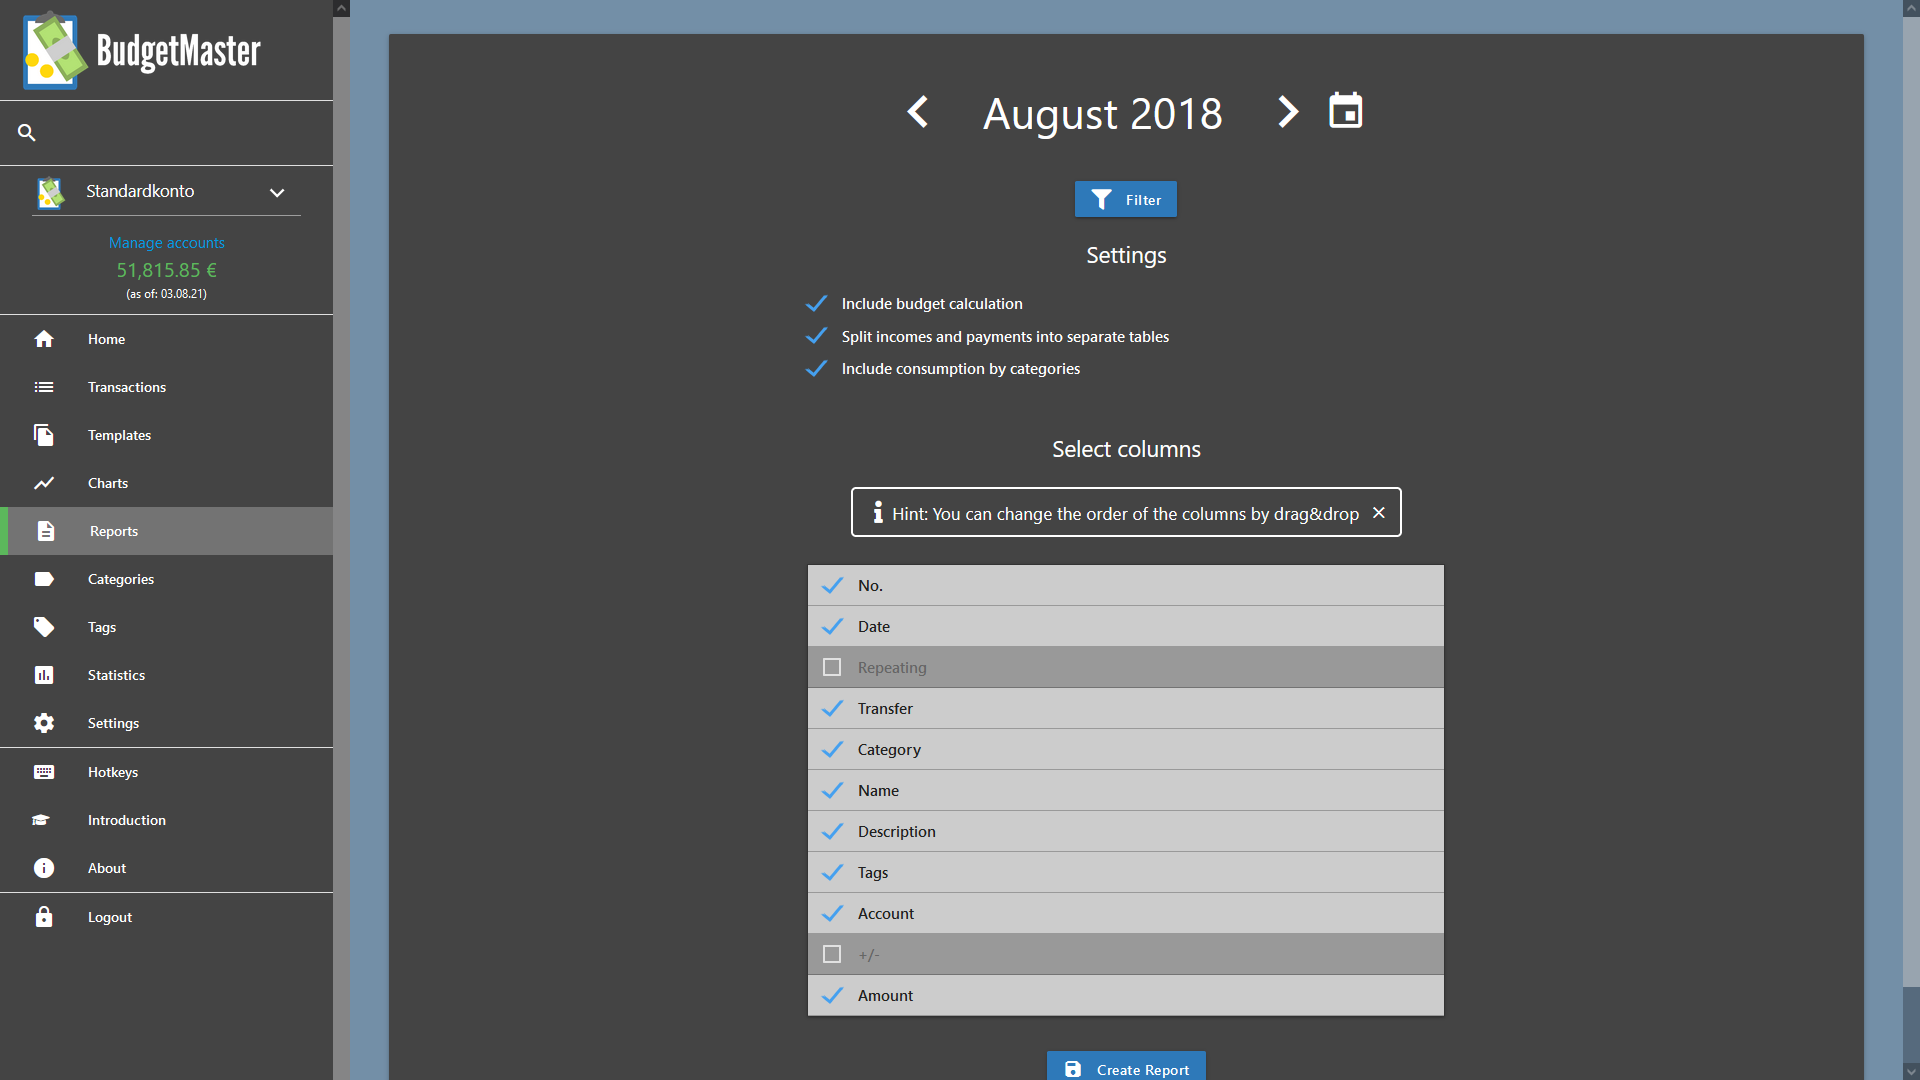 BudgetMaster
Standardkonto
Manage accounts
51,815.85 €
(as of: 03.08.21)
Home
Transactions
Templates
Charts
Reports
Categories
Tags
Statistics
Settings
Hotkeys
Introduction
About
Logout
August 2018
Filter
Settings
Include budget calculation
Split incomes and payments into separate tables
Include consumption by categories
Select columns
Hint: You can change the order of the columns by drag&drop
No.
Date
Repeating
Transfer
Category
Name
Description
Tags
Account
+/-
Amount
Create Report